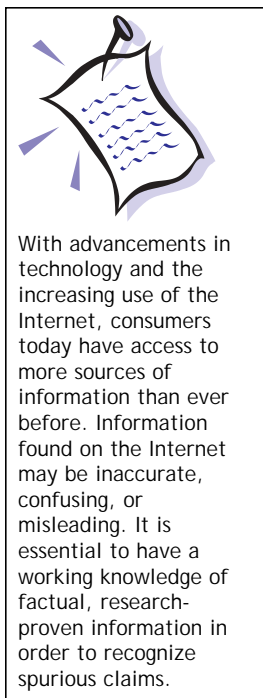 With advancements in
technology and the
increasing use of the
Internet, consumers
today have access to
more sources of
information than ever
before. Information
found on the Internet
may be inaccurate,
confusing, or
misleading. It is
essential to have a
working knowledge of
factual, research-
proven information in
order to recognize
spurious claims.